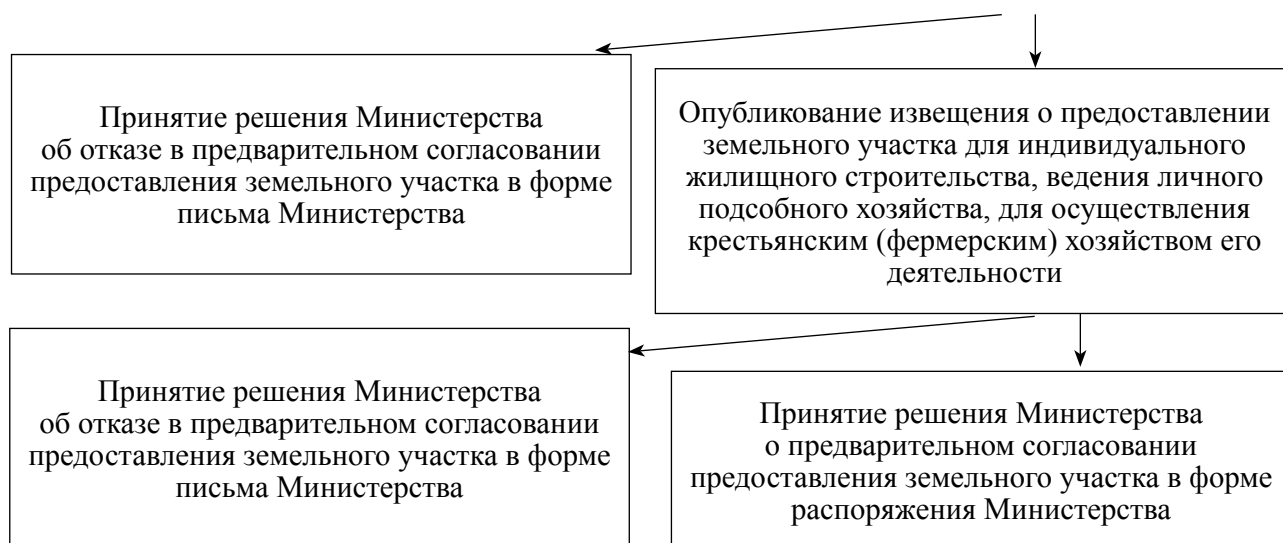 Принятие решения Министерства
об отказе в предварительном согласовании
предоставления земельного участка в форме
письма Министерства
Опубликование извещения о предоставлении
земельного участка для индивидуального
жилищного строительства, ведения личного
подсобного хозяйства, для осуществления
крестьянским (фермерским) хозяйством его
деятельности
Принятие решения Министерства
об отказе в предварительном согласовании
предоставления земельного участка в форме
письма Министерства
Принятие решения Министерства
о предварительном согласовании
предоставления земельного участка в форме
распоряжения Министерства